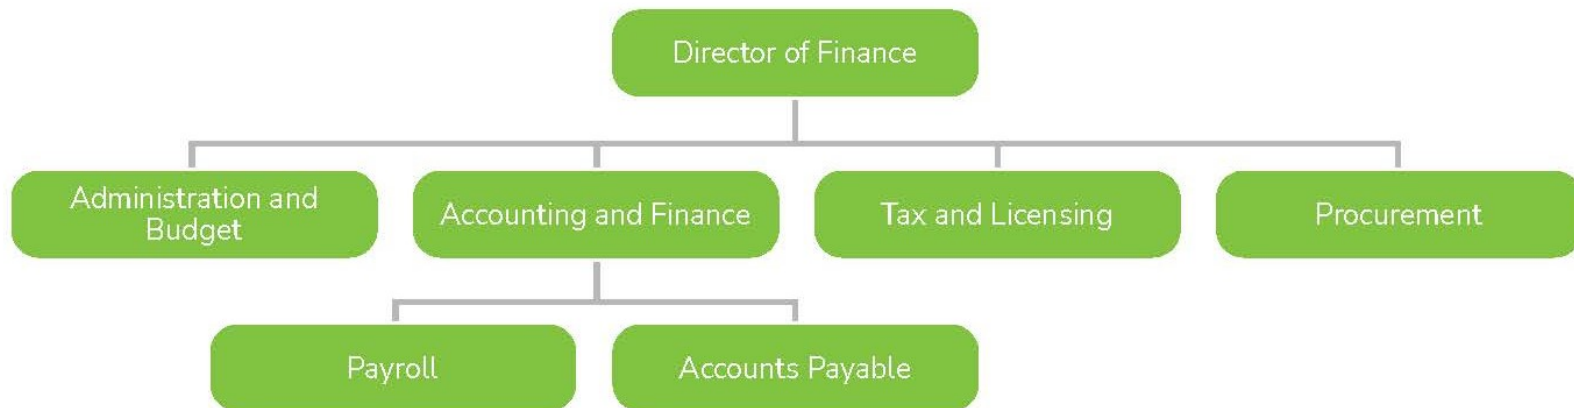 Director of Finance
Administration and
Budget
Accounting and Finance
Tax and Licensing
Procurement
Payroll
Accounts Payable